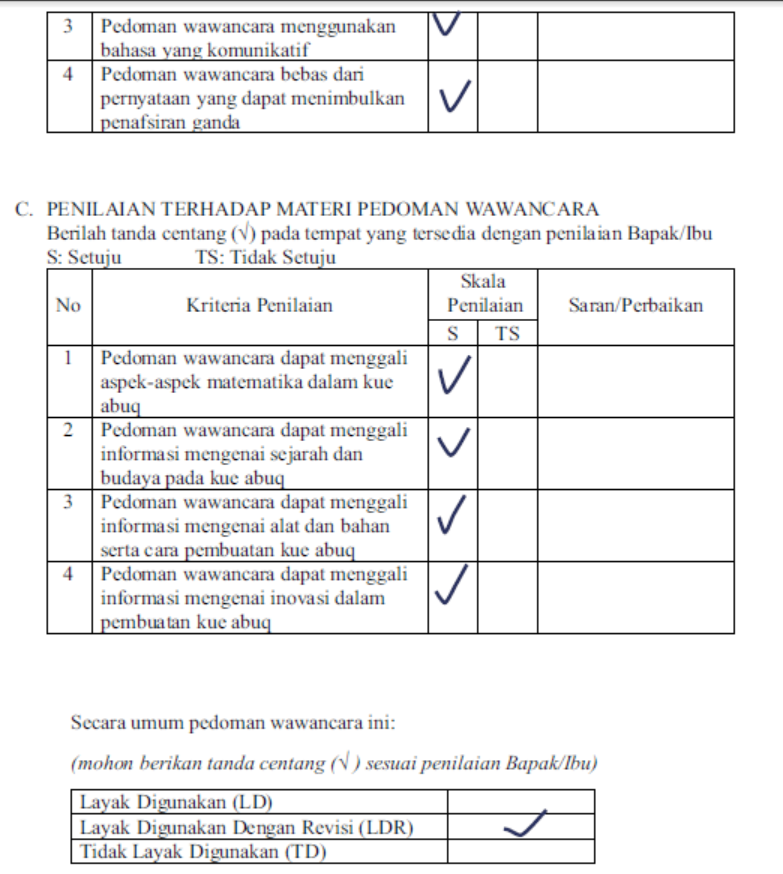 3 Pedoman wawancara menggunakan ✓
bahasa yang komunikatif
4 Pedoman wawancara bebas dari
pernyataan yang dapat menimbulkan ✓
penafsiran ganda
C. PENILAIAN TERHADAP MATERI PEDOMAN WAWANCARA
Berilah tanda centang (√) pada tempat yang tersedia dengan penilaian Bapak/Ibu
S: Setuju TS: Tidak Setuju
No Kriteria Penilaian Skala Penilaian Saran/Perbaikan
S TS
1 Pedoman wawancara dapat menggali
aspek-aspek matematika dalam kue ✓
abuq
2 Pedoman wawancara dapat menggali
informasi mengenai sejarah dan ✓
budaya pada kue abuq
3 Pedoman wawancara dapat menggali
informasi mengenai alat dan bahan ✓
serta cara pembuatan kue abuq
4 Pedoman wawancara dapat menggali
informasi mengenai inovasi dalam ✓
pembuatan kue abuq
Secara umum pedoman wawancara ini:
(mohon berikan tanda centang (√ ) sesuai penilaian Bapak/Ibu)
Layak Digunakan (LD)
Layak Digunakan Dengan Revisi (LDR) ✓
Tidak Layak Digunakan (TD)